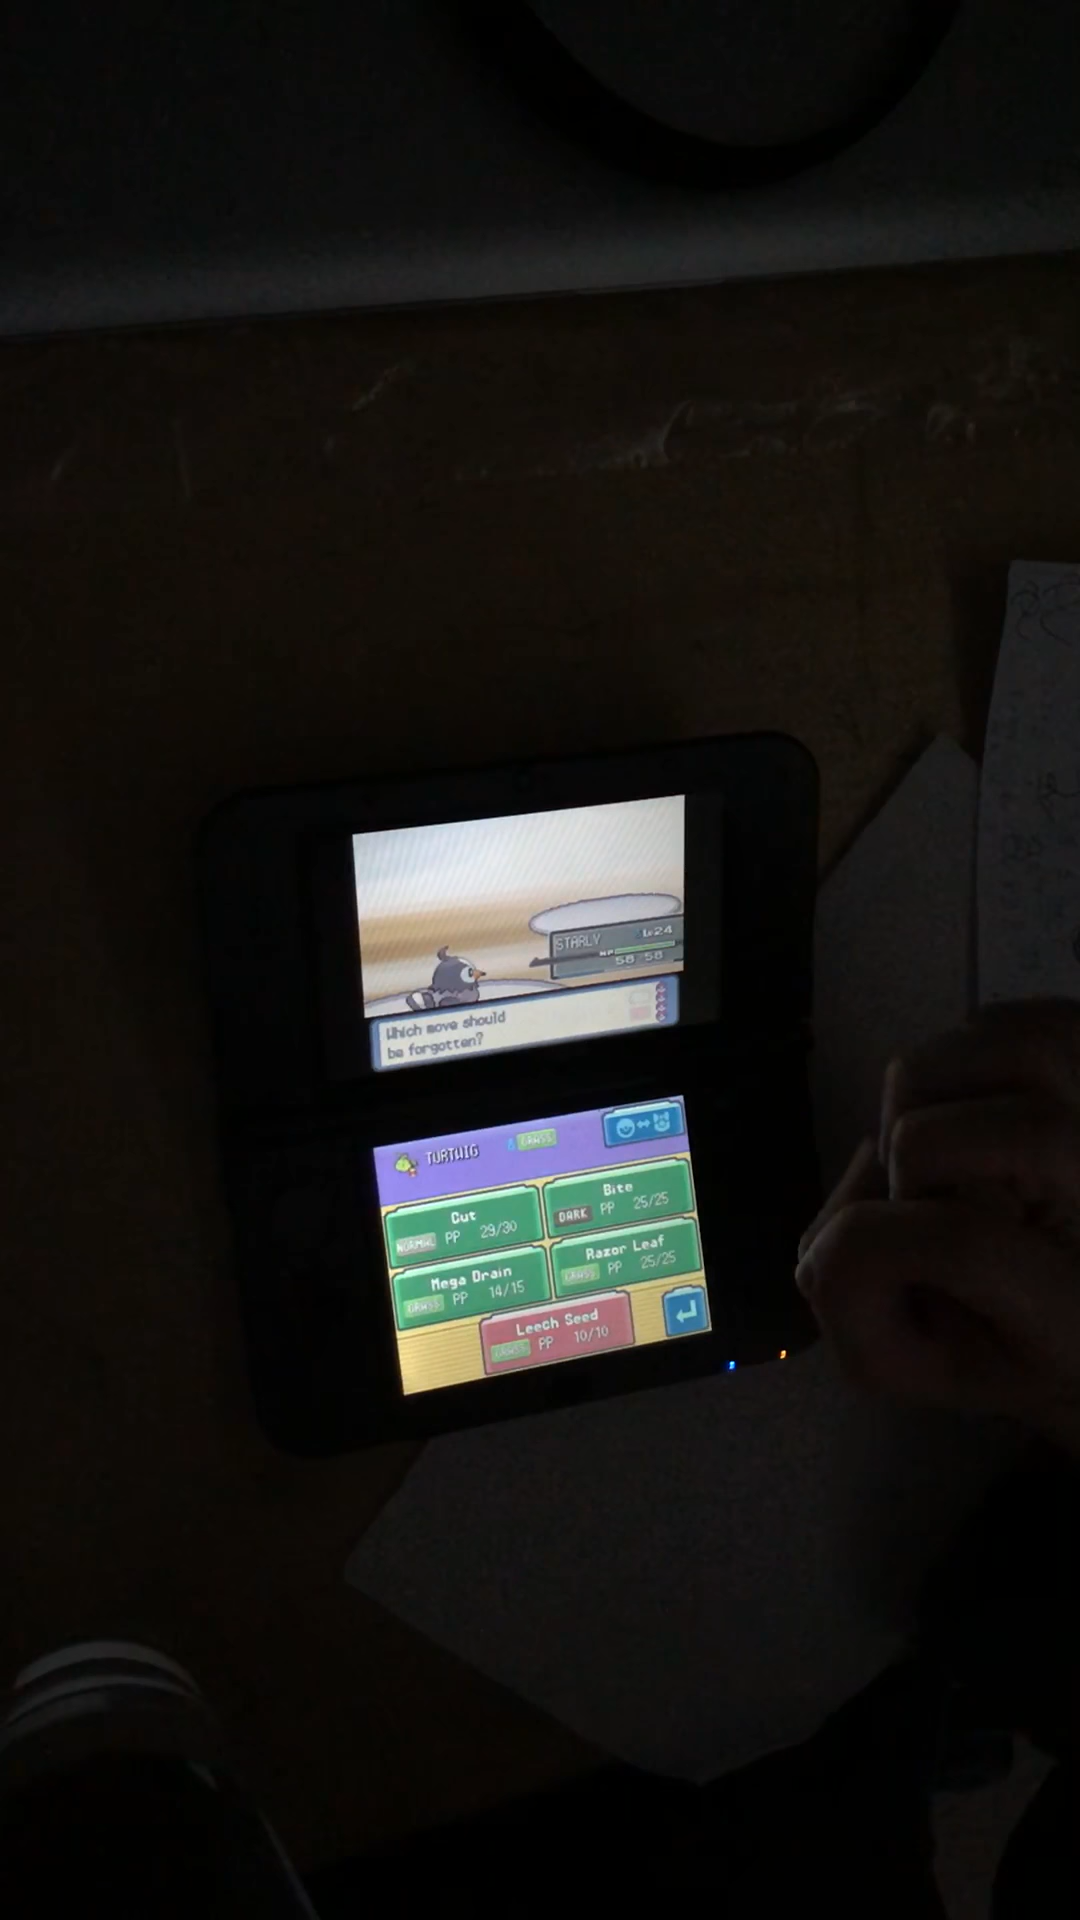 STARLY Lv24
HP
58/58
Which move should
be forgotten?
TURTWIG GRASS
Cut
NORMAL PP 29/30
Bite
DARK PP 25/25
Mega Drain
GRASS PP 14/15
Razor Leaf
GRASS PP 25/25
Leech Seed
GRASS PP 10/10